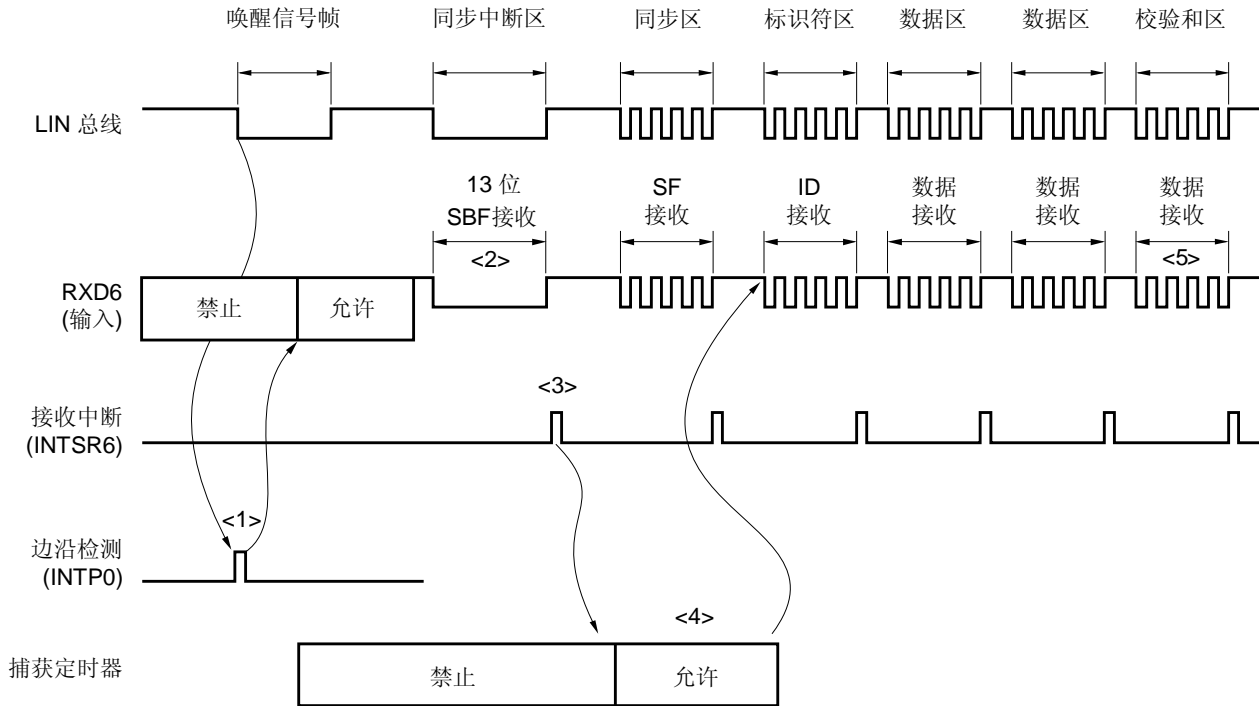 唤醒信号帧 同步中断区 同步区 标识符区 数据区 数据区 校验和区
LIN 总线
13 位 SF ID 数据 数据 数据
SBF接收 接收 接收 接收 接收 接收
<2> <5>
RXD6
(输入)
禁止 允许
<3>
接收中断
(INTSR6)
<1>
边沿检测
(INTP0)
<4>
捕获定时器
禁止 允许